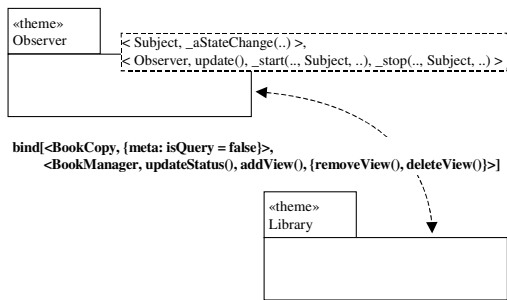 «theme»
Observer
< Subject, _aStateChange(..) >,
< Observer, update(), _start(.., Subject, ..), _stop(.., Subject, ..) >
bind[<BookCopy, {meta: isQuery = false}>,
<BookManager, updateStatus(), addView(), {removeView(), deleteView()}>]
«theme»
Library